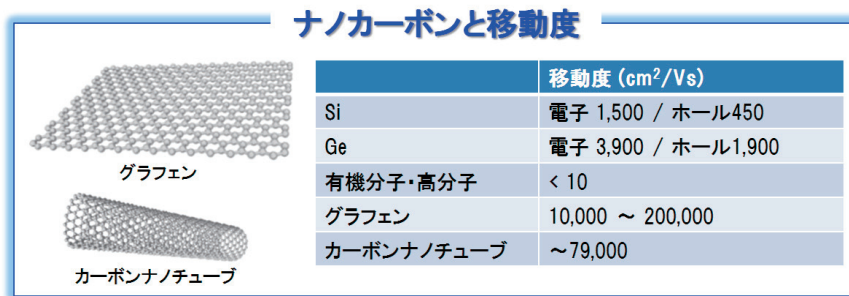 ナノカーボンと移動度
グラフェン
カーボンナノチューブ
移動度 (cm²/Vs)
Si 電子 1,500 / ホール450
Ge 電子 3,900 / ホール1,900
有機分子・高分子 < 10
グラフェン 10,000 ～ 200,000
カーボンナノチューブ ～79,000